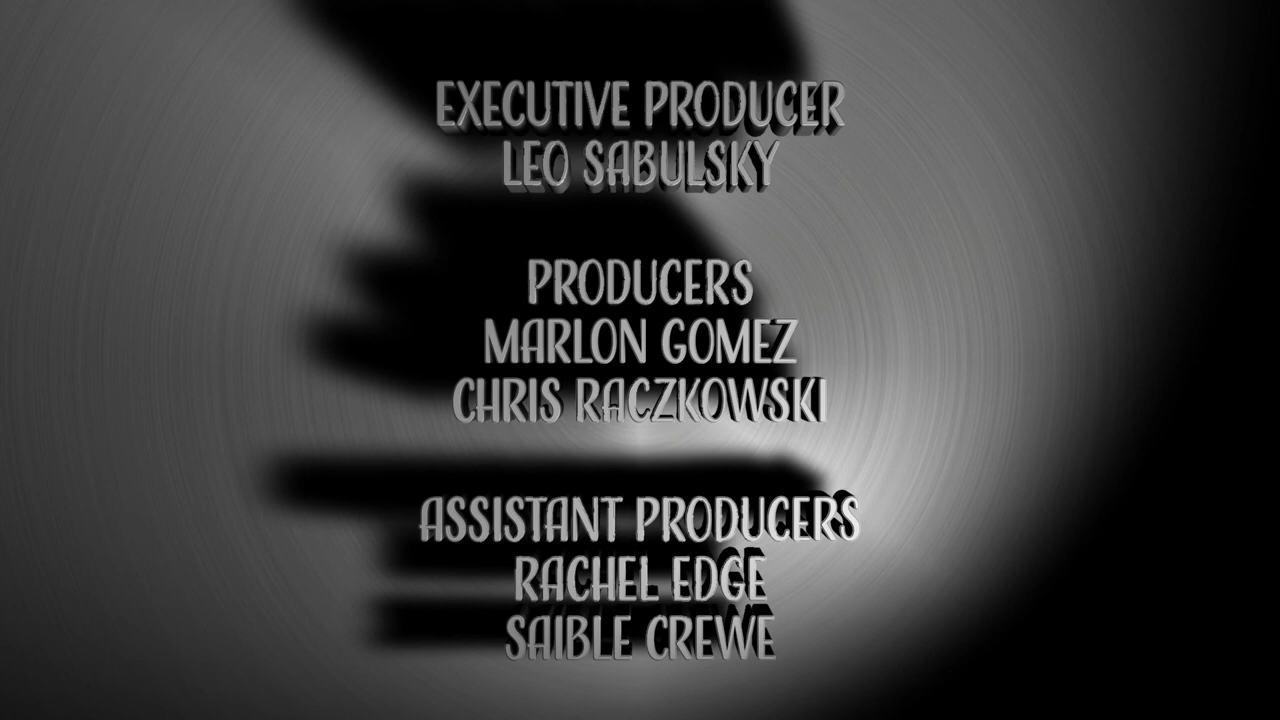 EXECUTIVE PRODUCER
LEO SABULSKY
PRODUCERS
MARLON GOMEZ
CHRIS RACZKOWSKI
ASSISTANT PRODUCERS
RACHEL EDGE
SAIBLE CREWE